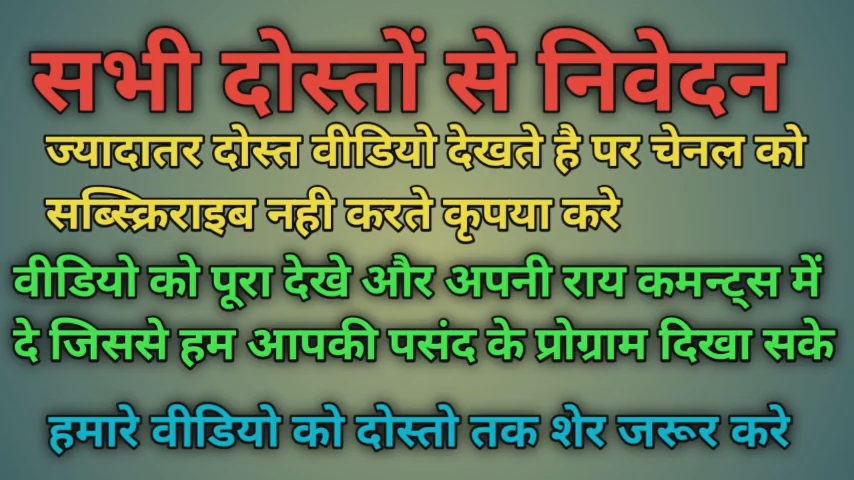 सभी दोस्तों से निवेदन
ज्यादातर दोस्त वीडियो देखते है पर चेनल को
सब्स्क्रिराइब नही करते कृपया करे
वीडियो को पूरा देखे और अपनी राय कमन्ट्स में
दे जिससे हम आपकी पसंद के प्रोग्राम दिखा सके
हमारे वीडियो को दोस्तो तक शेर जरूर करे